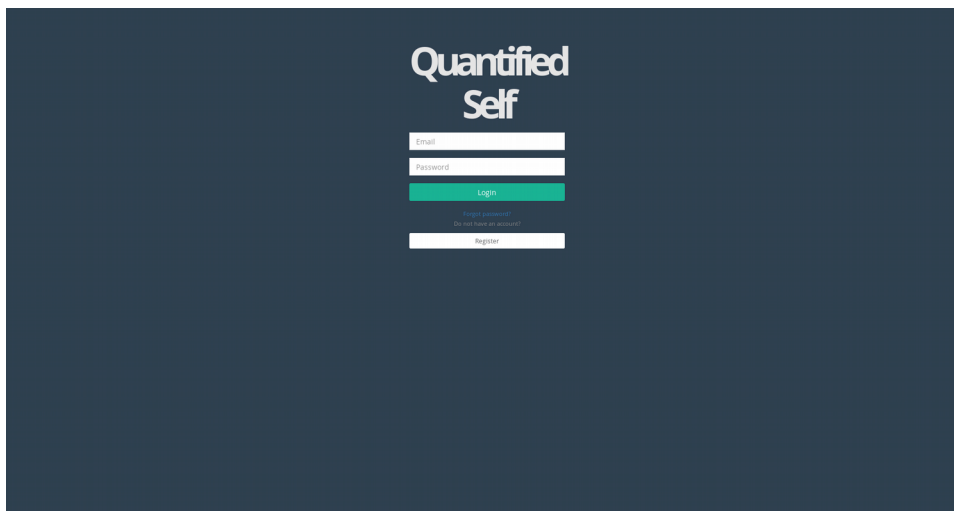 Quantified
Self
Email
Password
Login
Forgot password?
Do not have an account?
Register